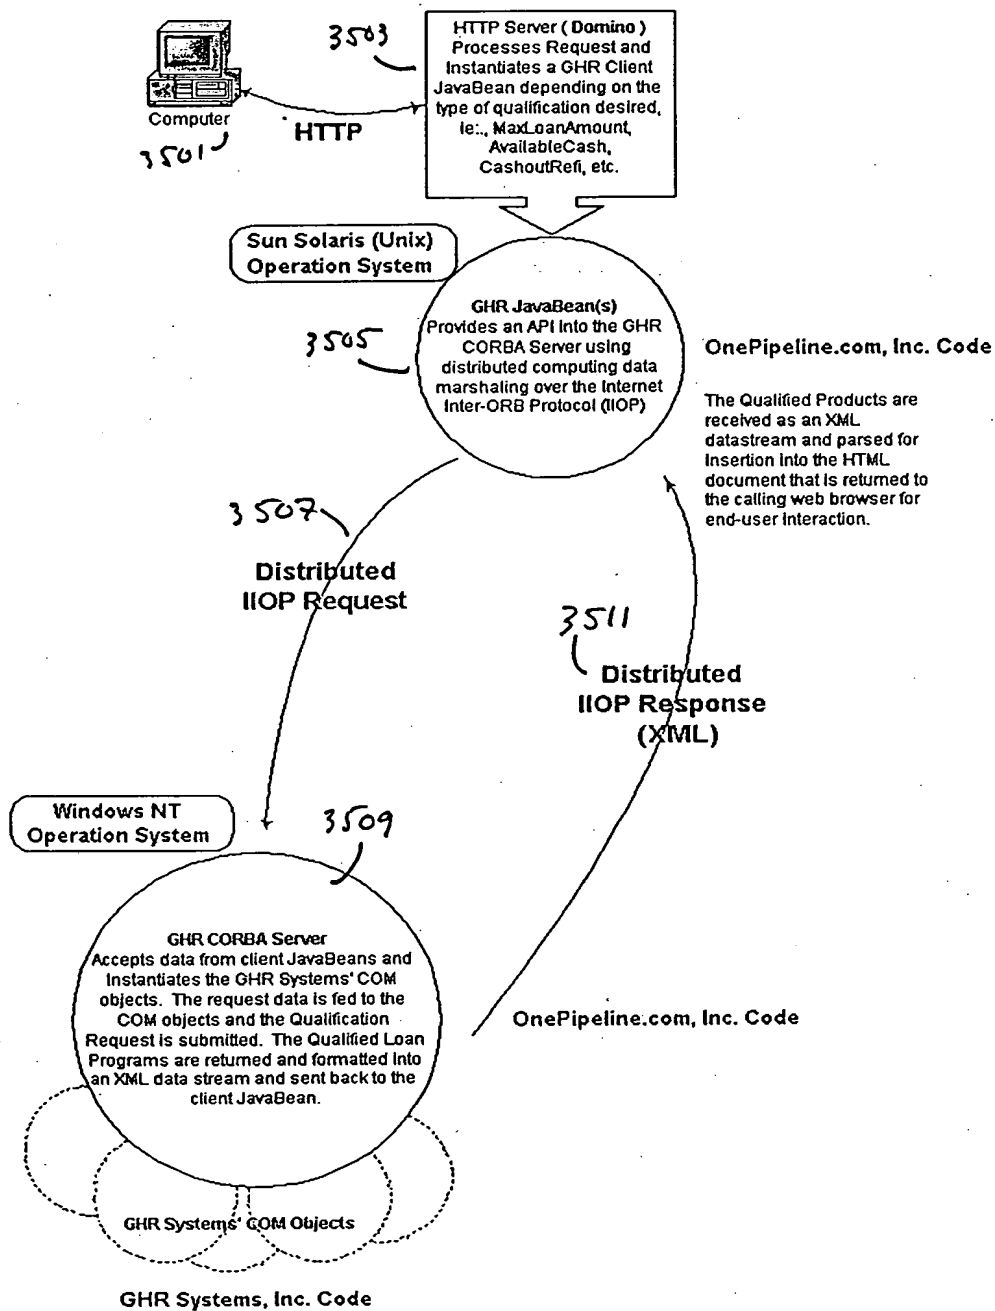 3503
HTTP Server ( Domino )
Processes Request and
Instantiates a GHR Client
JavaBean depending on the
type of qualification desired,
ie:., MaxLoanAmount,
AvailableCash,
CashoutRefi, etc.
Computer
HTTP
3501
Sun Solaris (Unix)
Operation System
GHR JavaBean(s)
Provides an API Into the GHR
CORBA Server using
distributed computing data
marshaling over the Internet
Inter-ORB Protocol (IIOP)
3505
OnePipeline.com, Inc. Code
The Qualified Products are
received as an XML
datastream and parsed for
Insertion Into the HTML
document that is returned to
the calling web browser for
end-user Interaction.
3507
Distributed
IIOP Request
3511
Distributed
IIOP Response
(XML)
Windows NT
Operation System
3509
GHR CORBA Server
Accepts data from client JavaBeans and
Instantiates the GHR Systems' COM
objects. The request data is fed to the
COM objects and the Qualification
Request is submitted. The Qualified Loan
Programs are returned and formatted Into
an XML data stream and sent back to the
client JavaBean.
OnePipeline.com, Inc. Code
GHR Systems' COM Objects
GHR Systems, Inc. Code